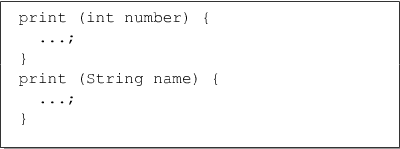 print (int number) {
...;
}
print (String name) {
...;
}